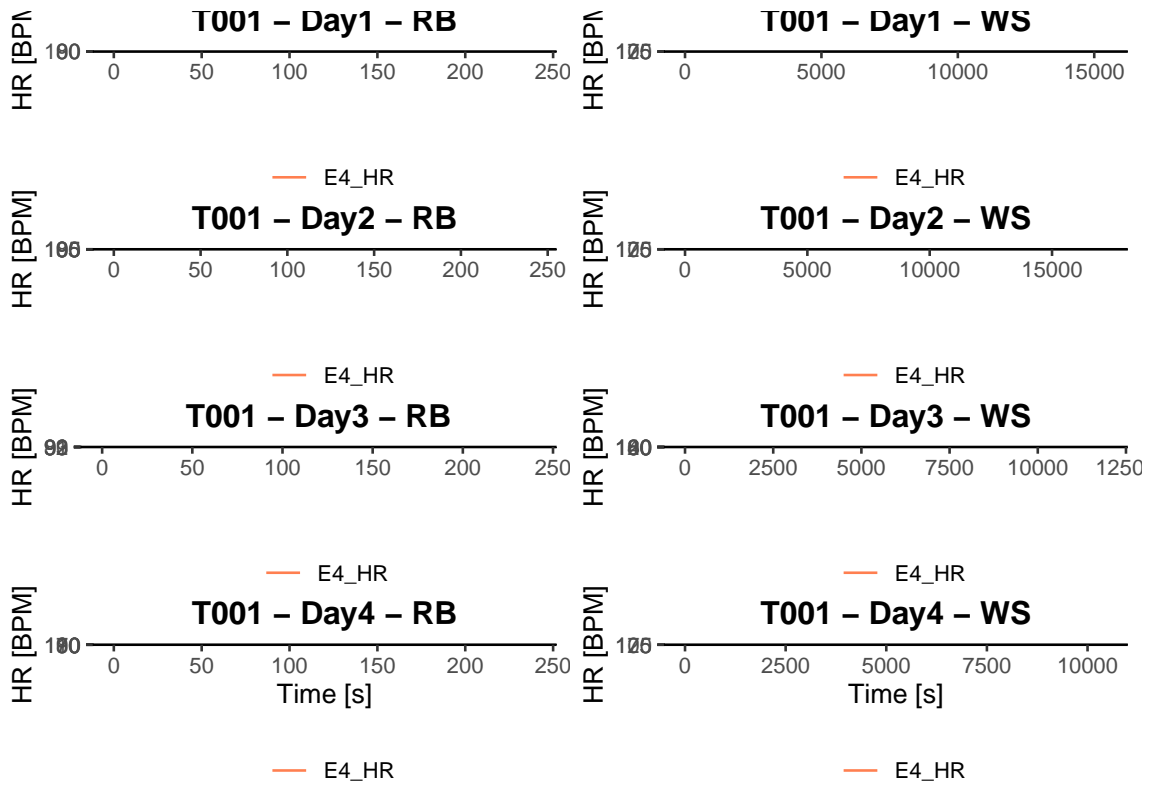 T001 – Day1 – RB
HR [BPM]
0 50 100 150 200 250
E4_HR
T001 – Day1 – WS
HR [BPM]
0 5000 10000 15000
E4_HR
T001 – Day2 – RB
HR [BPM]
0 50 100 150 200 250
E4_HR
T001 – Day2 – WS
HR [BPM]
0 5000 10000 15000
E4_HR
T001 – Day3 – RB
HR [BPM]
0 50 100 150 200 250
E4_HR
T001 – Day3 – WS
HR [BPM]
0 2500 5000 7500 10000
E4_HR
T001 – Day4 – RB
HR [BPM]
0 50 100 150 200 250
Time [s]
E4_HR
T001 – Day4 – WS
HR [BPM]
0 2500 5000 7500 10000
Time [s]
E4_HR